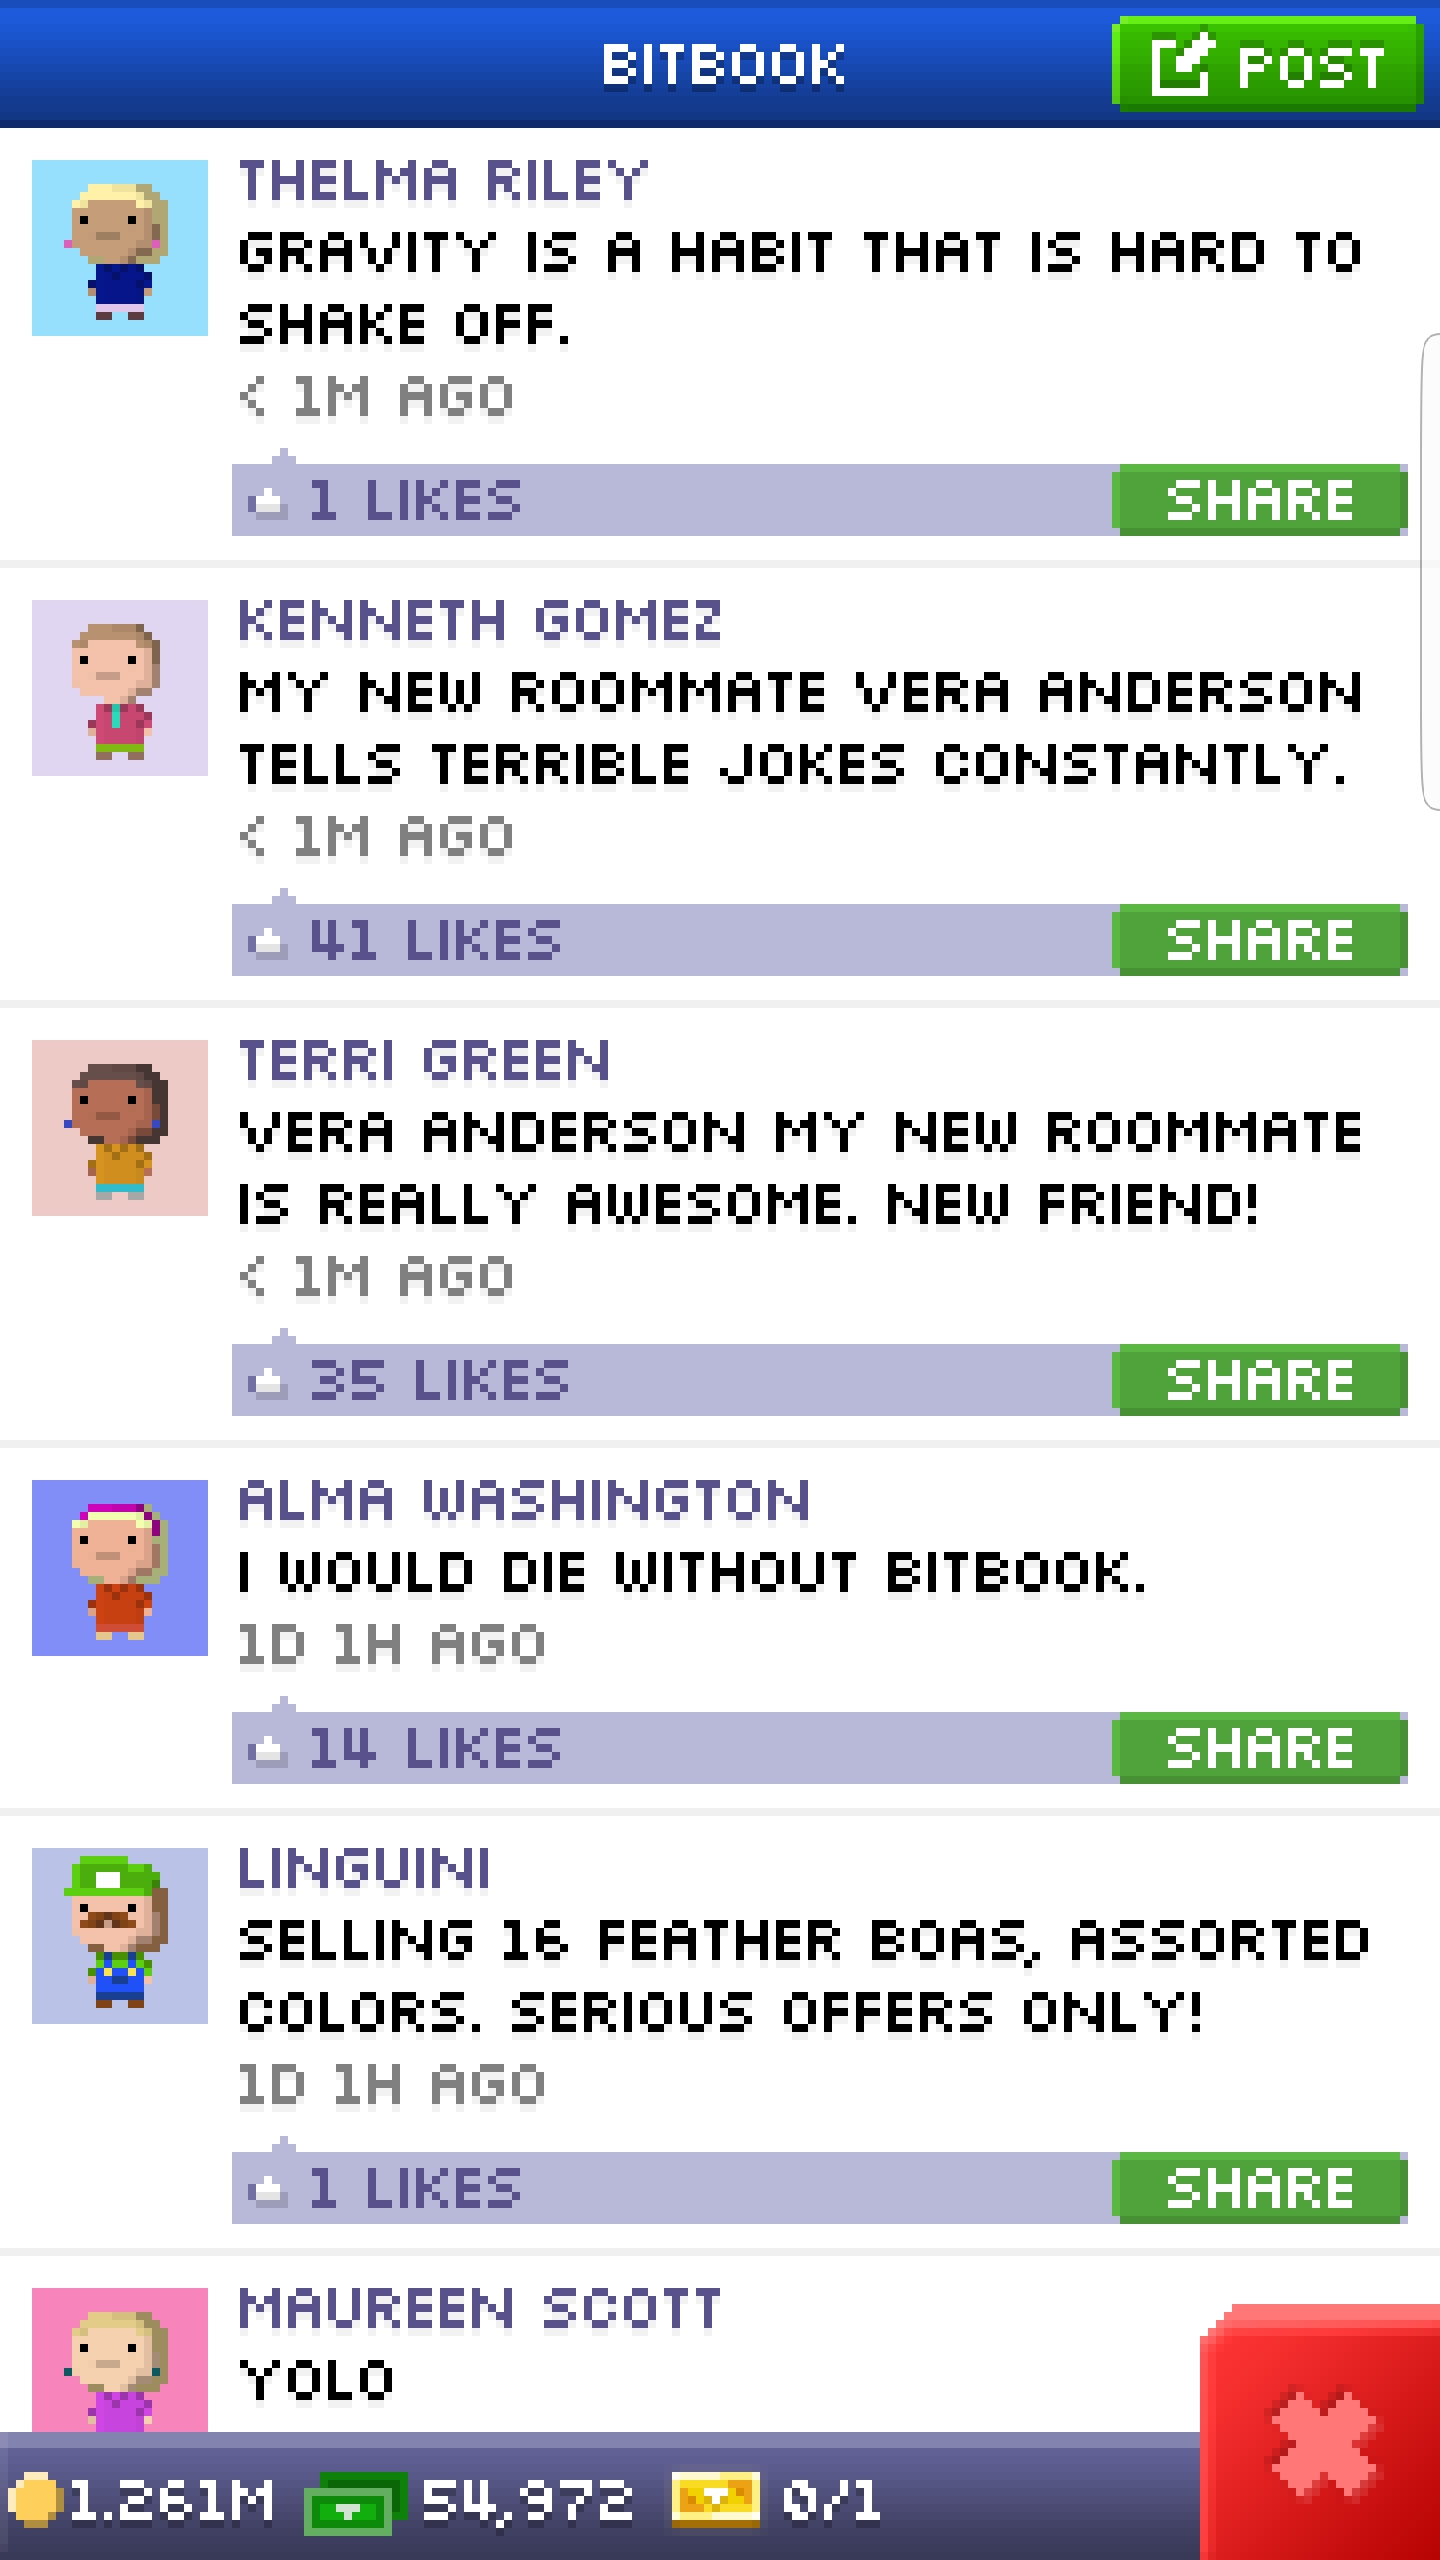 BITBOOK
POST
THELMA RILEY
GRAVITY IS A HABIT THAT IS HARD TO
SHAKE OFF.
< 1M AGO
1 LIKES
SHARE
KENNETH GOMEZ
MY NEW ROOMMATE VERA ANDERSON
TELLS TERRIBLE JOKES CONSTANTLY.
< 1M AGO
41 LIKES
SHARE
TERRI GREEN
VERA ANDERSON MY NEW ROOMMATE
IS REALLY AWESOME. NEW FRIEND!
< 1M AGO
35 LIKES
SHARE
ALMA WASHINGTON
I WOULD DIE WITHOUT BITBOOK.
1D 1H AGO
14 LIKES
SHARE
LINGUINI
SELLING 16 FEATHER BOAS, ASSORTED
COLORS. SERIOUS OFFERS ONLY!
1D 1H AGO
1 LIKES
SHARE
MAUREEN SCOTT
YOLO
1.261M 54,972 0/1